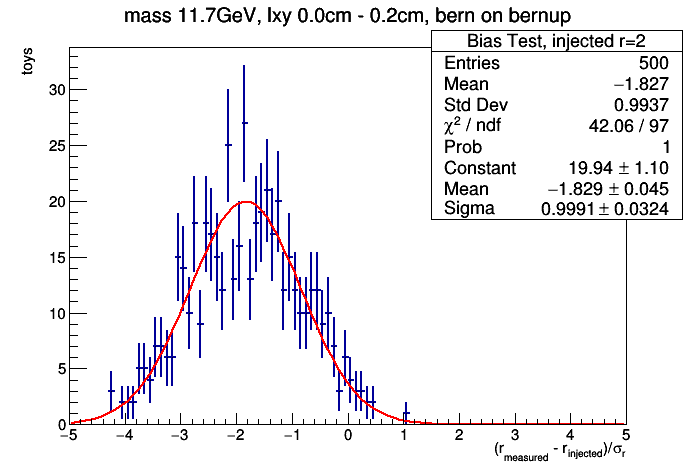 mass 11.7GeV, lxy 0.0cm - 0.2cm, bern on bernup
toys
Bias Test, injected r=2
Entries 500
Mean −1.827
Std Dev 0.9937
χ² / ndf 42.06 / 97
Prob 1
Constant 19.94 ± 1.10
Mean −1.829 ± 0.045
Sigma 0.9991 ± 0.0324
30
25
20
15
10
5
0
−5 −4 −3 −2 −1 0 1 2 3 4 5
(r_measured - r_injected)/σ_r